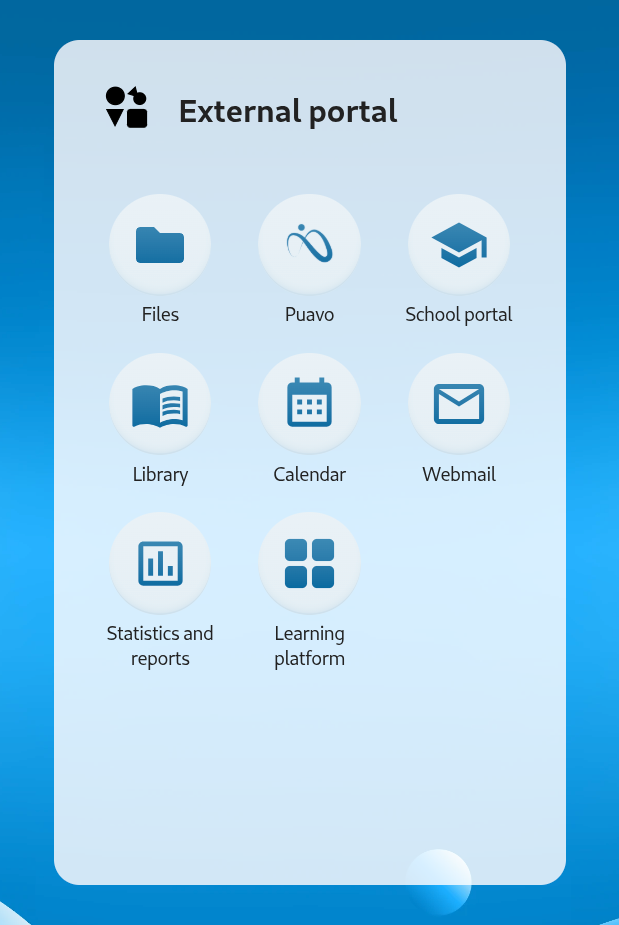 External portal
Files
Puavo
School portal
Library
Calendar
Webmail
Statistics and
reports
Learning
platform